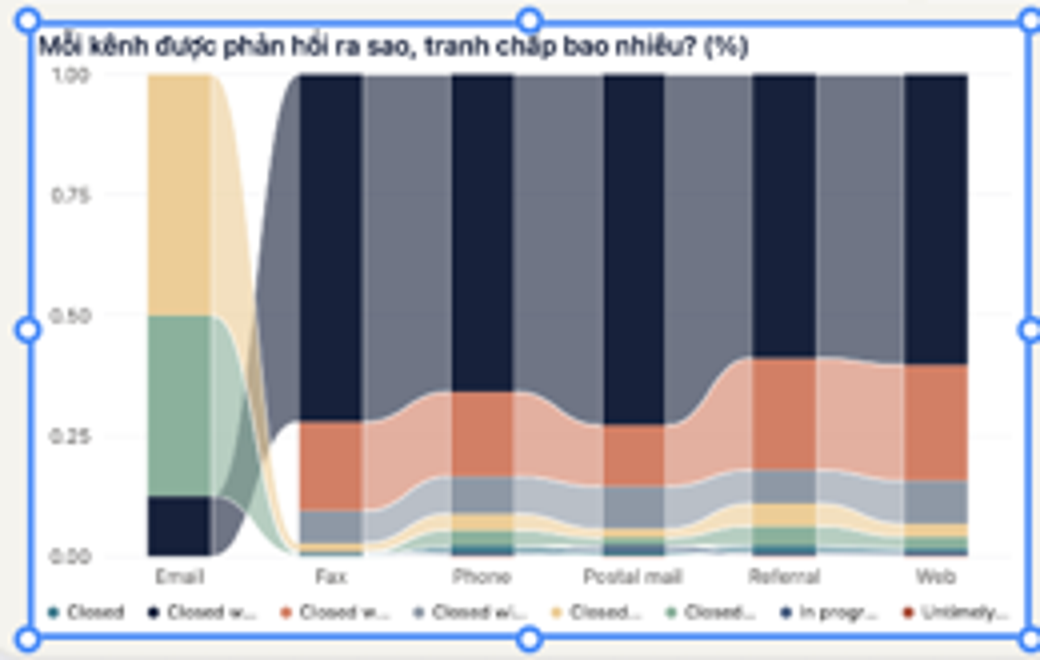 Mỗi kênh được phản hồi ra sao, tranh chấp bao nhiêu? (%)
1.00
0.75
0.50
0.25
0.00
Email Fax Phone Postal mail Referral Web
Closed Closed w... Closed w... Closed wi... Closed... Closed... In progr... Untimely...